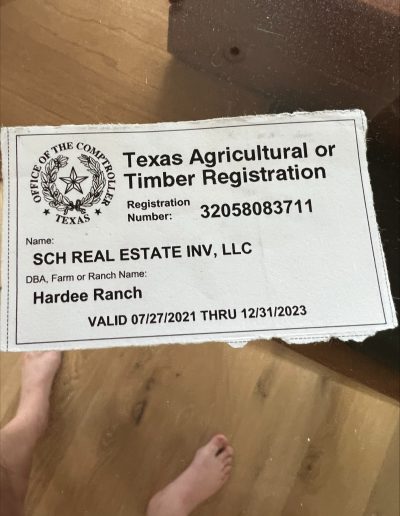 OFFICE OF THE COMPTROLLER
TEXAS
Texas Agricultural or
Timber Registration
Registration
Number: 32058083711
Name:
SCH REAL ESTATE INV, LLC
DBA, Farm or Ranch Name:
Hardee Ranch
VALID 07/27/2021 THRU 12/31/2023